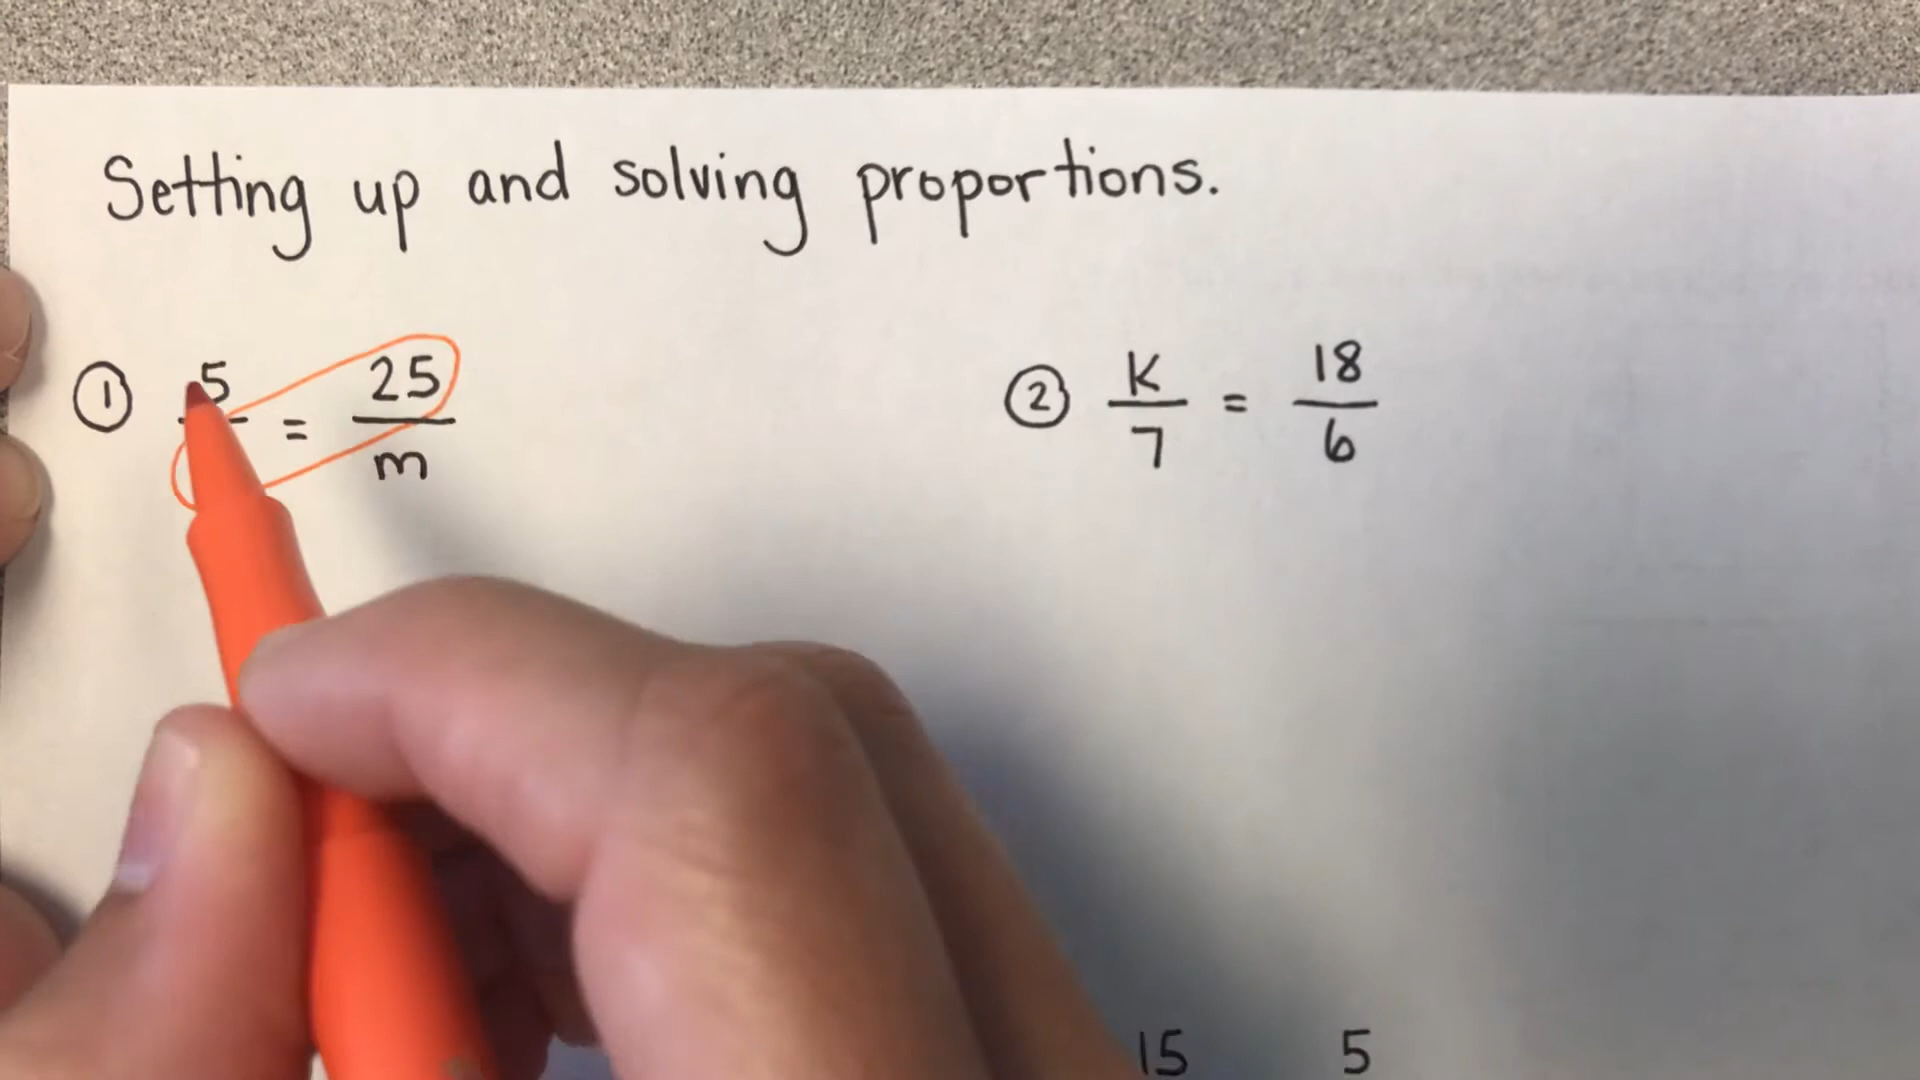 Setting up and solving proportions.
① 5 = 25
m
② K/7 = 18/6
15 5